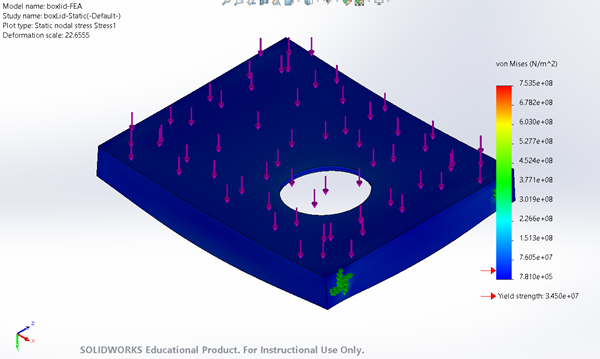 Model name: boxlid-FEA
Study name: boxLid-Static(-Default-)
Plot type: Static nodal stress Stress1
Deformation scale: 22.6555
von Mises (N/m^2)
7.535e+08
6.782e+08
6.030e+08
5.277e+08
4.524e+08
3.771e+08
3.019e+08
2.266e+08
1.513e+08
7.605e+07
7.810e+05
Yield strength: 3.450e+07
z
x
SOLIDWORKS Educational Product. For Instructional Use Only.